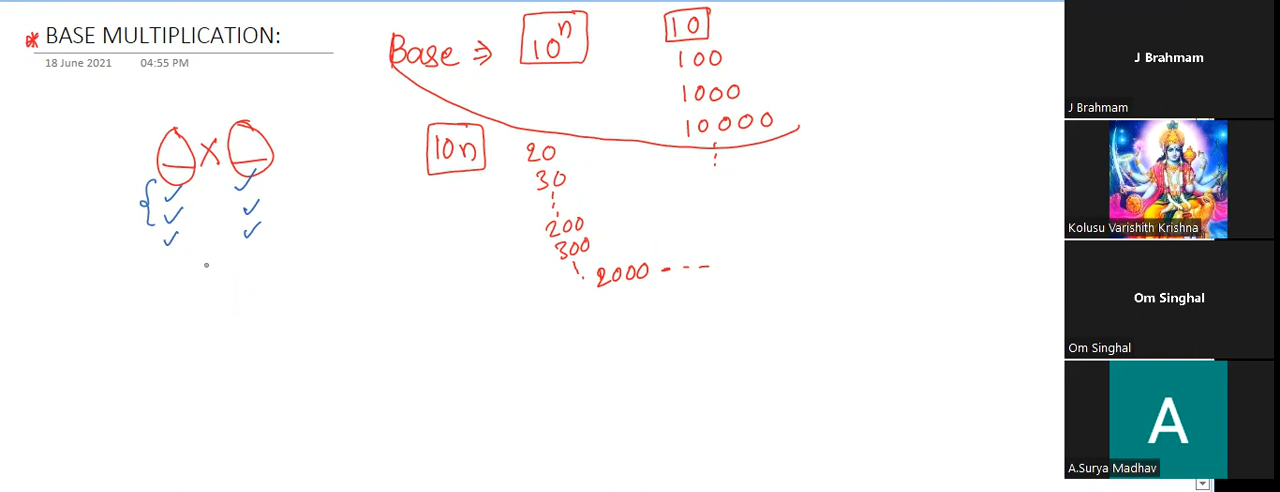 * BASE MULTIPLICATION:
18 June 2021 04:55 PM
Base ⇒ 10ⁿ
10
100
1000
10000
X
10n
20
30
200
300
2000 - - -
J Brahmam
J Brahmam
Kolusu Varishith Krishna
Om Singhal
Om Singhal
A
A.Surya Madhav